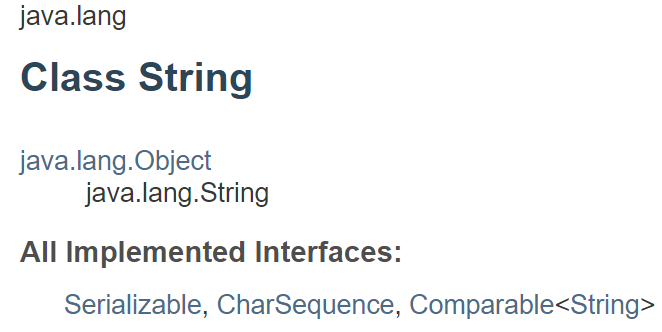 java.lang
Class String
java.lang.Object
java.lang.String
All Implemented Interfaces:
Serializable, CharSequence, Comparable<String>